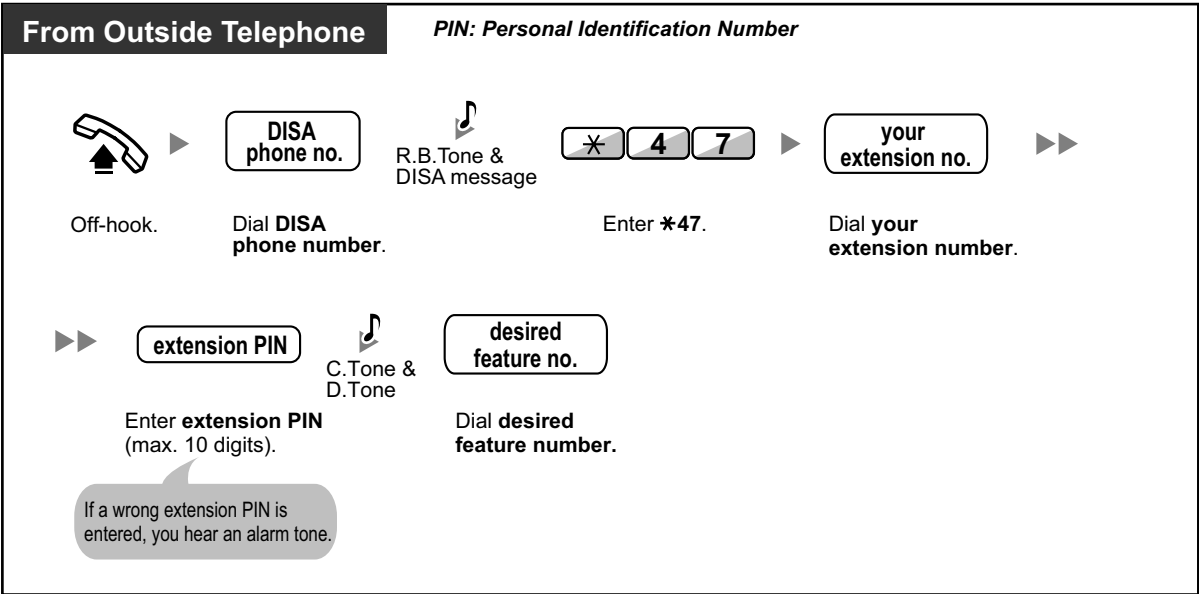 From Outside Telephone
PIN: Personal Identification Number
DISA
phone no.
R.B.Tone &
DISA message
* 4 7
your
extension no.
Off-hook.
Dial DISA
phone number.
Enter *47.
Dial your
extension number.
extension PIN
C.Tone &
D.Tone
desired
feature no.
Enter extension PIN
(max. 10 digits).
Dial desired
feature number.
If a wrong extension PIN is
entered, you hear an alarm tone.